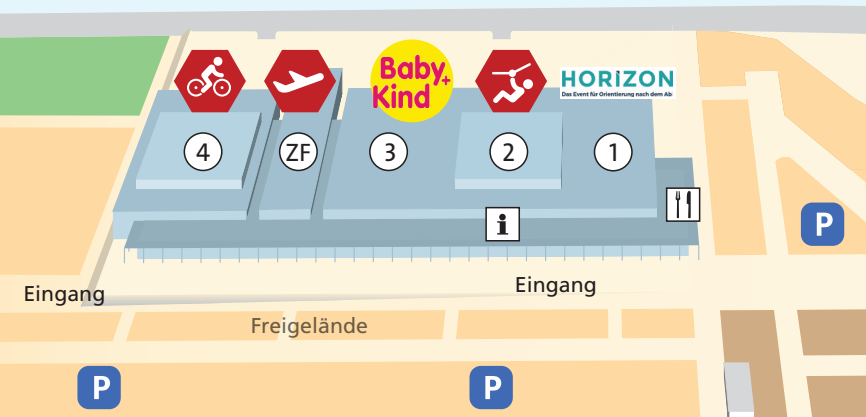 Baby+
Kind
HORiZON
Das Event für Orientierung nach dem Abi
4
ZF
3
2
1
i
P
Eingang
Eingang
Freigelände
P
P